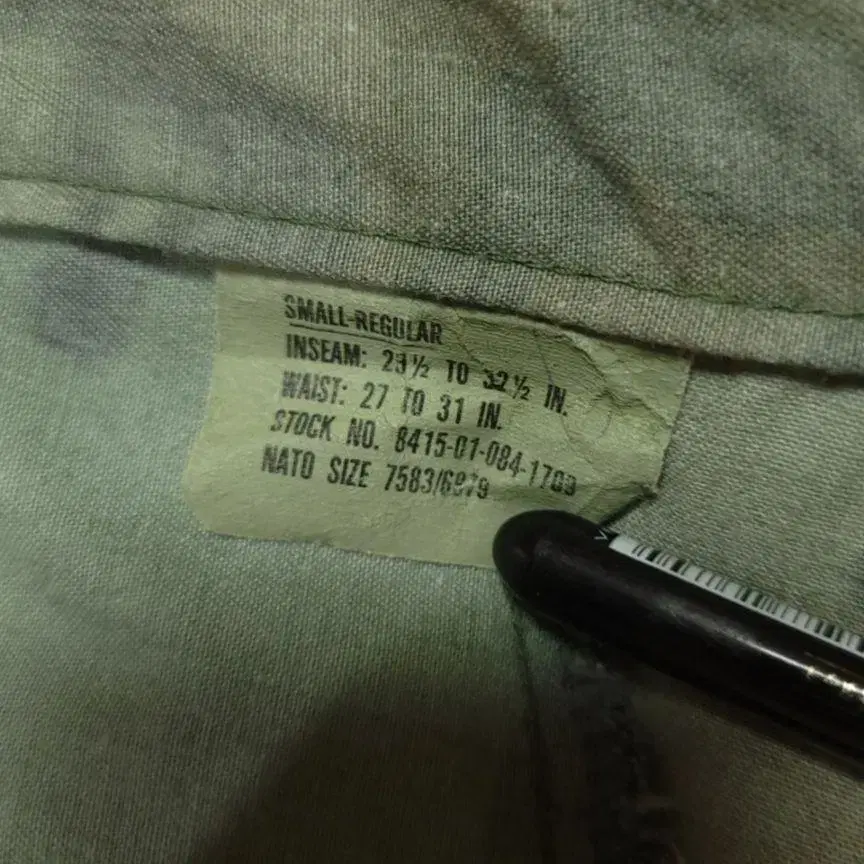 SMALL-REGULAR
INSEAM: 29½ TO 32½ IN.
WAIST: 27 TO 31 IN.
STOCK NO. 8415-01-084-1709
NATO SIZE 7583/6879